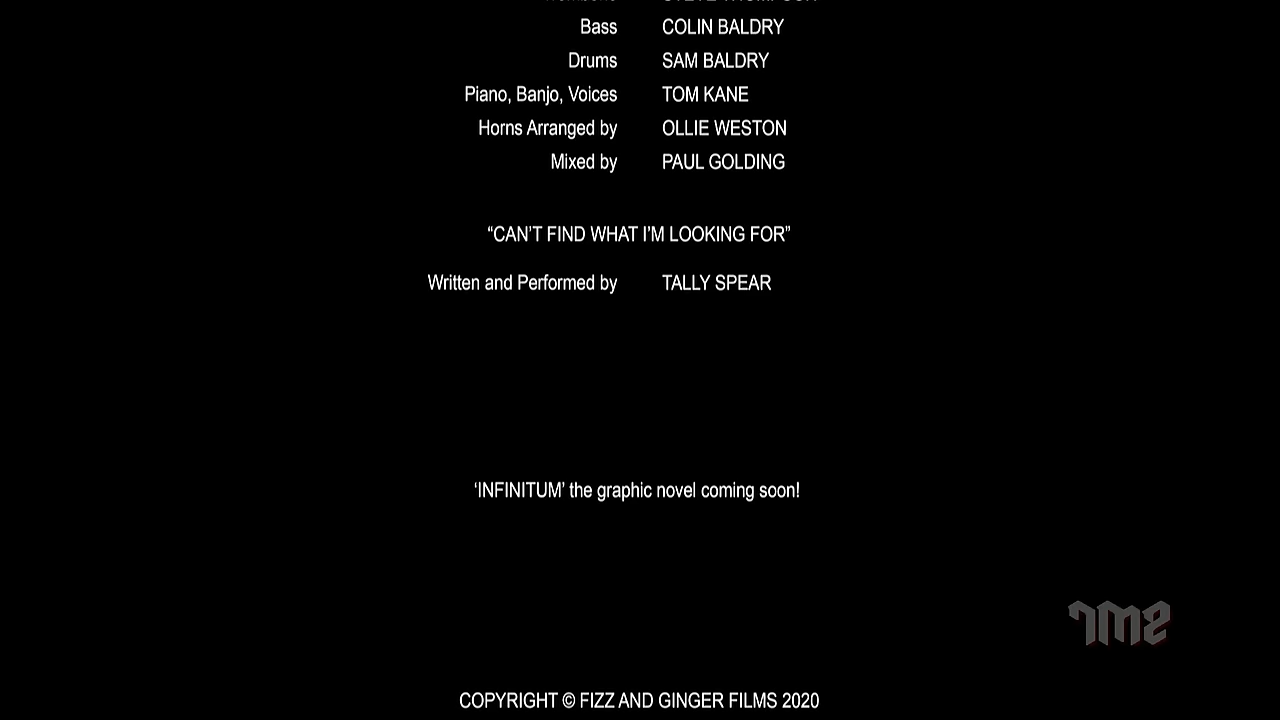 Bass COLIN BALDRY
Drums SAM BALDRY
Piano, Banjo, Voices TOM KANE
Horns Arranged by OLLIE WESTON
Mixed by PAUL GOLDING
“CAN’T FIND WHAT I’M LOOKING FOR”
Written and Performed by TALLY SPEAR
‘INFINITUM’ the graphic novel coming soon!
COPYRIGHT © FIZZ AND GINGER FILMS 2020